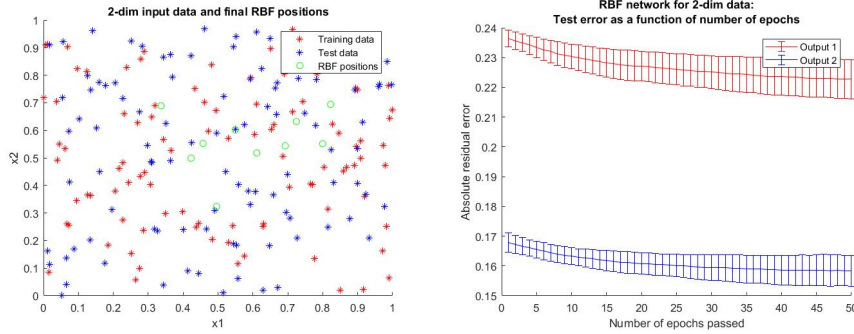 2-dim input data and final RBF positions
Training data
Test data
RBF positions
x2
1
0.9
0.8
0.7
0.6
0.5
0.4
0.3
0.2
0.1
0
0 0.1 0.2 0.3 0.4 0.5 0.6 0.7 0.8 0.9 1
x1
RBF network for 2-dim data:
Test error as a function of number of epochs
Output 1
Output 2
Absolute residual error
0.24
0.23
0.22
0.21
0.2
0.19
0.18
0.17
0.16
0.15
0 5 10 15 20 25 30 35 40 45 50
Number of epochs passed